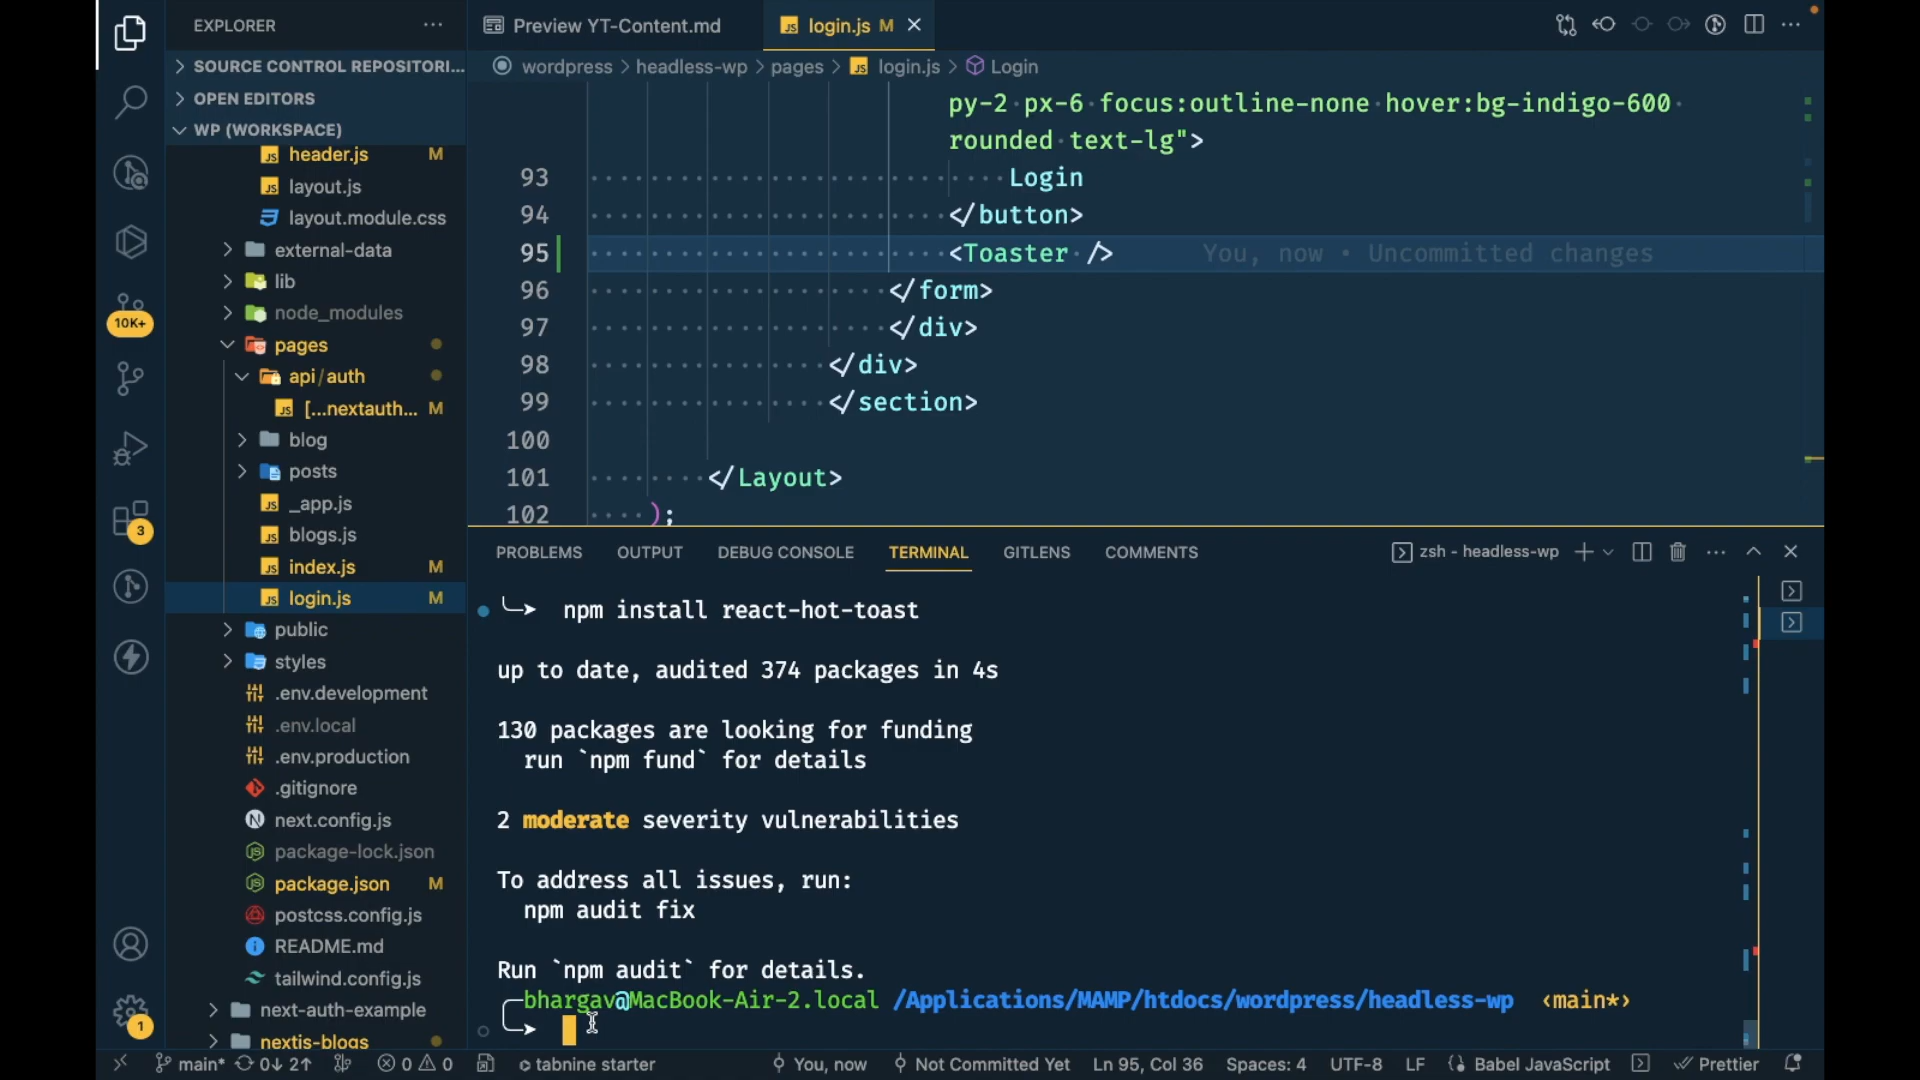 EXPLORER
SOURCE CONTROL REPOSITORI...
OPEN EDITORS
WP (WORKSPACE)
header.js M
layout.js
layout.module.css
external-data
lib
node_modules
pages
api/auth
[...nextauth... M
blog
posts
_app.js
blogs.js
index.js M
login.js M
public
styles
.env.development
.env.local
.env.production
.gitignore
next.config.js
package-lock.json
package.json M
postcss.config.js
README.md
tailwind.config.js
next-auth-example
nextjs-blogs
10K+
3
1
Preview YT-Content.md
login.js M
wordpress > headless-wp > pages > login.js > Login
py-2 px-6 focus:outline-none hover:bg-indigo-600
rounded text-lg">
93 Login
94 </button>
95 <Toaster /> You, now • Uncommitted changes
96 </form>
97 </div>
98 </div>
99 </section>
100
101 </Layout>
102 );
PROBLEMS OUTPUT DEBUG CONSOLE TERMINAL GITLENS COMMENTS
zsh - headless-wp
npm install react-hot-toast
up to date, audited 374 packages in 4s
130 packages are looking for funding
run `npm fund` for details
2 moderate severity vulnerabilities
To address all issues, run:
npm audit fix
Run `npm audit` for details.
bhargav@MacBook-Air-2.local /Applications/MAMP/htdocs/wordpress/headless-wp ‹main*›
main* 0↓ 2↑ 0 0 tabnine starter You, now Not Committed Yet Ln 95, Col 36 Spaces: 4 UTF-8 LF Babel JavaScript Prettier